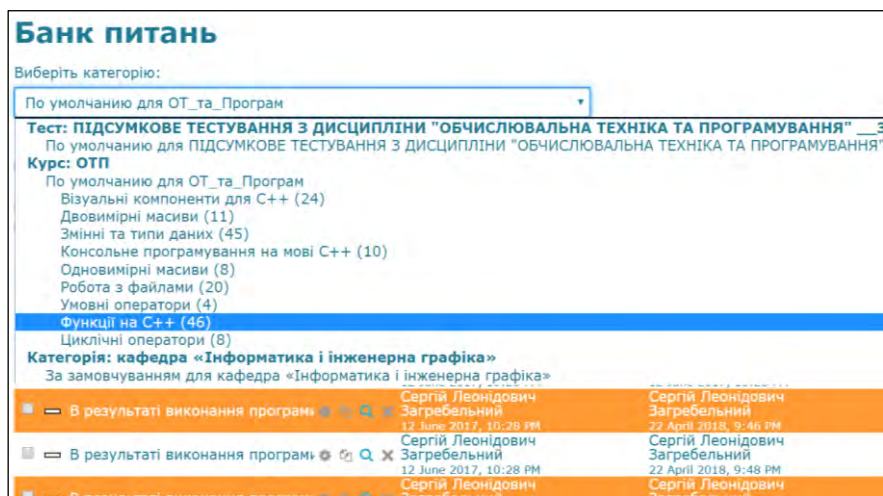 Банк питань
Виберіть категорію:
По умолчанию для ОТ_та_Програм
Тест: ПІДСУМКОВЕ ТЕСТУВАННЯ З ДИСЦИПЛІНИ "ОБЧИСЛЮВАЛЬНА ТЕХНІКА ТА ПРОГРАМУВАННЯ" __З
По умолчанию для ПІДСУМКОВЕ ТЕСТУВАННЯ З ДИСЦИПЛІНИ "ОБЧИСЛЮВАЛЬНА ТЕХНІКА ТА ПРОГРАМУВАННЯ"
Курс: ОТП
По умолчанию для ОТ_та_Програм
Візуальні компоненти для C++ (24)
Двовимірні масиви (11)
Змінні та типи даних (45)
Консольне програмування на мові C++ (10)
Одновимірні масиви (8)
Робота з файлами (20)
Умовні оператори (4)
Функції на C++ (46)
Циклічні оператори (8)
Категорія: кафедра «Інформатика і інженерна графіка»
За замовчуванням для кафедра «Інформатика і інженерна графіка»
Сергій Леонідович Сергій Леонідович
В результаті виконання програми Загребельний Загребельний
12 June 2017, 10:28 PM 22 April 2018, 9:46 PM
Сергій Леонідович Сергій Леонідович
В результаті виконання програми Загребельний Загребельний
12 June 2017, 10:28 PM 22 April 2018, 9:48 PM
Сергій Леонідович Сергій Леонідович